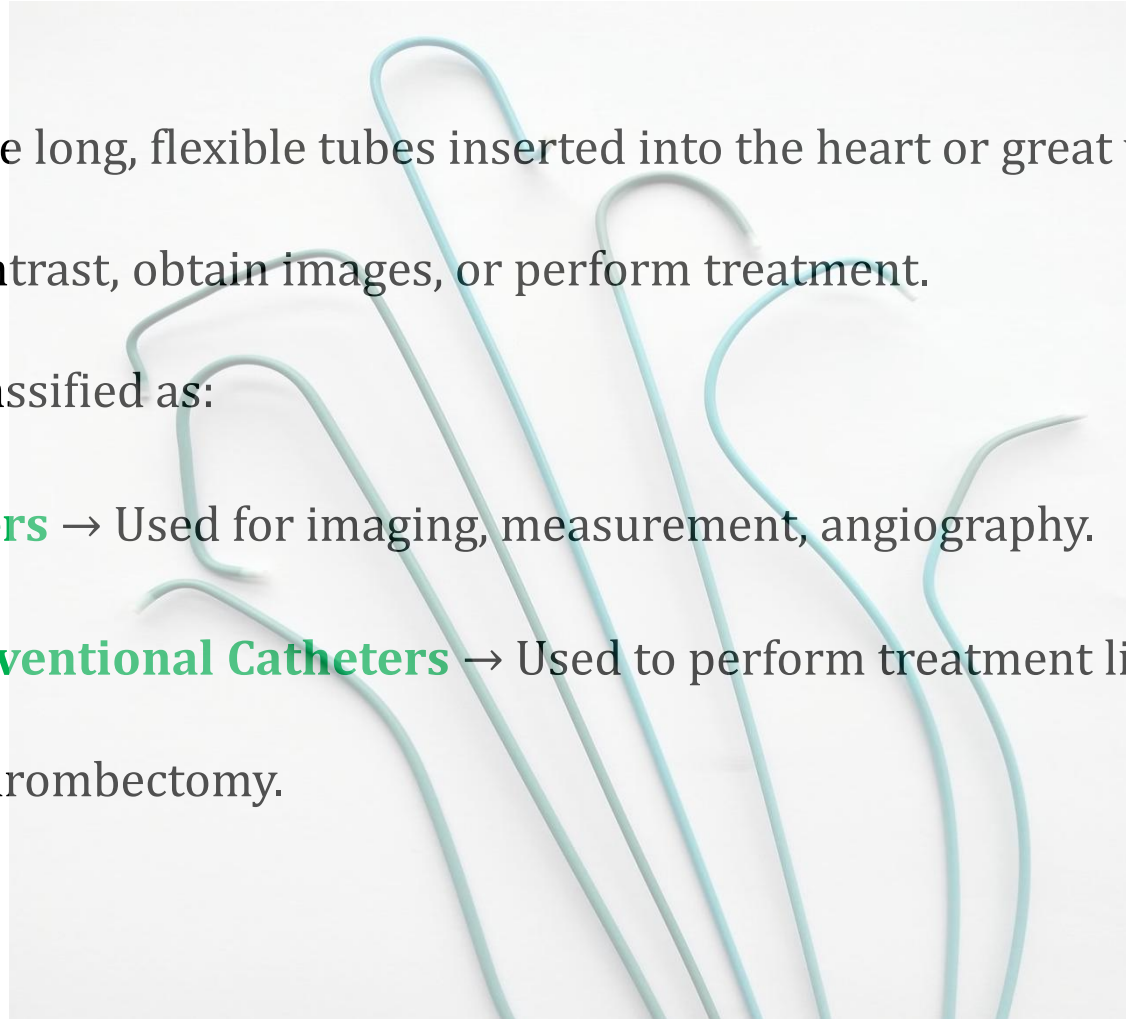 e long, flexible tubes inserted into the heart or great
ntrast, obtain images, or perform treatment.
assified as:
rs → Used for imaging, measurement, angiography.
ventional Catheters → Used to perform treatment li
rombectomy.